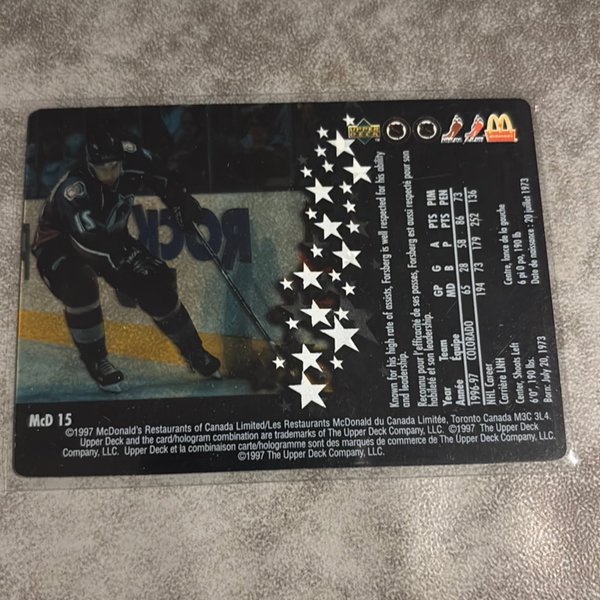 UPPER DECK
15
ROCK
Known for his high rate of assists, Forsberg is well respected for his ability
and leadership.
Reconnu pour l'efficacité de ses passes, Forsberg est aussi respecté pour son
habileté et son leadership.
Year Team GP G A PTS PIM
Année Équipe MD B P PTS PEN
1996-97 COLORADO 65 28 58 86 73
NHL Career 194 73 179 252 136
Carrière LNH
Center, Shoots Left Centre, lance de la gauche
6'0", 190 lbs. 6 pi 0 po, 190 lb
Born: July 20, 1973 Date de naissance : 20 juillet 1973
McD 15
©1997 McDonald's Restaurants of Canada Limited/Les Restaurants McDonald du Canada Limitée, Toronto Canada M3C 3L4.
Upper Deck and the card/hologram combination are trademarks of The Upper Deck Company, LLC. ©1997 The Upper Deck
Company, LLC. Upper Deck et la combinaison carte/hologramme sont des marques de commerce de The Upper Deck Company, LLC.
©1997 The Upper Deck Company, LLC.